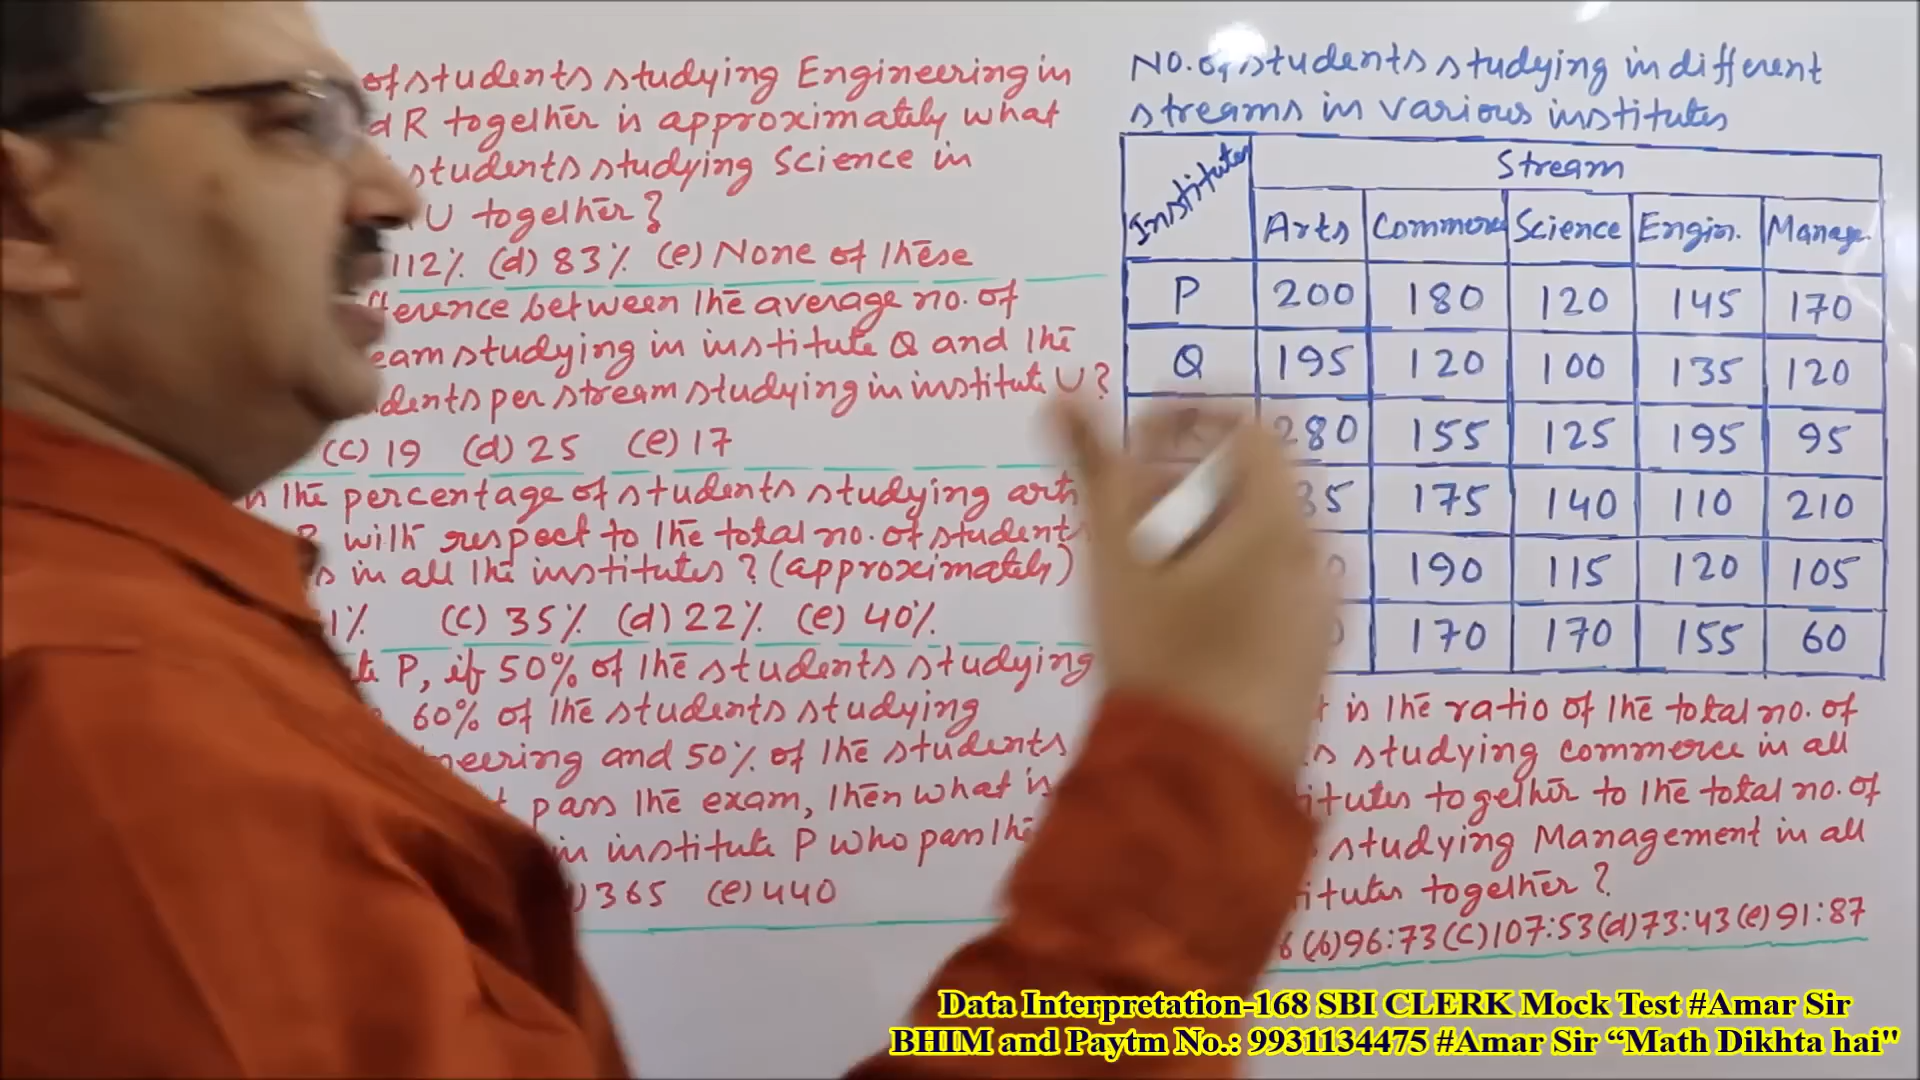 of students studying Engineering in
R together is approximately what
students studying Science in
U together?
112% (d) 83% (e) None of these
between the average no. of
studying in institute Q and the
per stream studying in institute U?
(c) 19 (d) 25 (e) 17
the percentage of students studying arts
with respect to the total no. of students
in all the institutes? (approximately)
(c) 35% (d) 22% (e) 40%
P, if 50% of the students studying
60% of the students studying
and 50% of the students
pass the exam, then what is
in institute P who pass the
365 (e) 440
No. of students studying in different
streams in various institutes
Institutes Stream
Arts Commerce Science Engin. Manage.
P 200 180 120 145 170
Q 195 120 100 135 120
280 155 125 195 95
175 140 110 210
190 115 120 105
170 170 155 60
is the ratio of the total no. of
studying commerce in all
together to the total no. of
studying Management in all
together?
(b) 96:73 (c) 107:53 (d) 73:43 (e) 91:87
Data Interpretation-168 SBI CLERK Mock Test #Amar Sir
BHIM and Paytm No.: 9931134475 #Amar Sir “Math Dikhta hai"